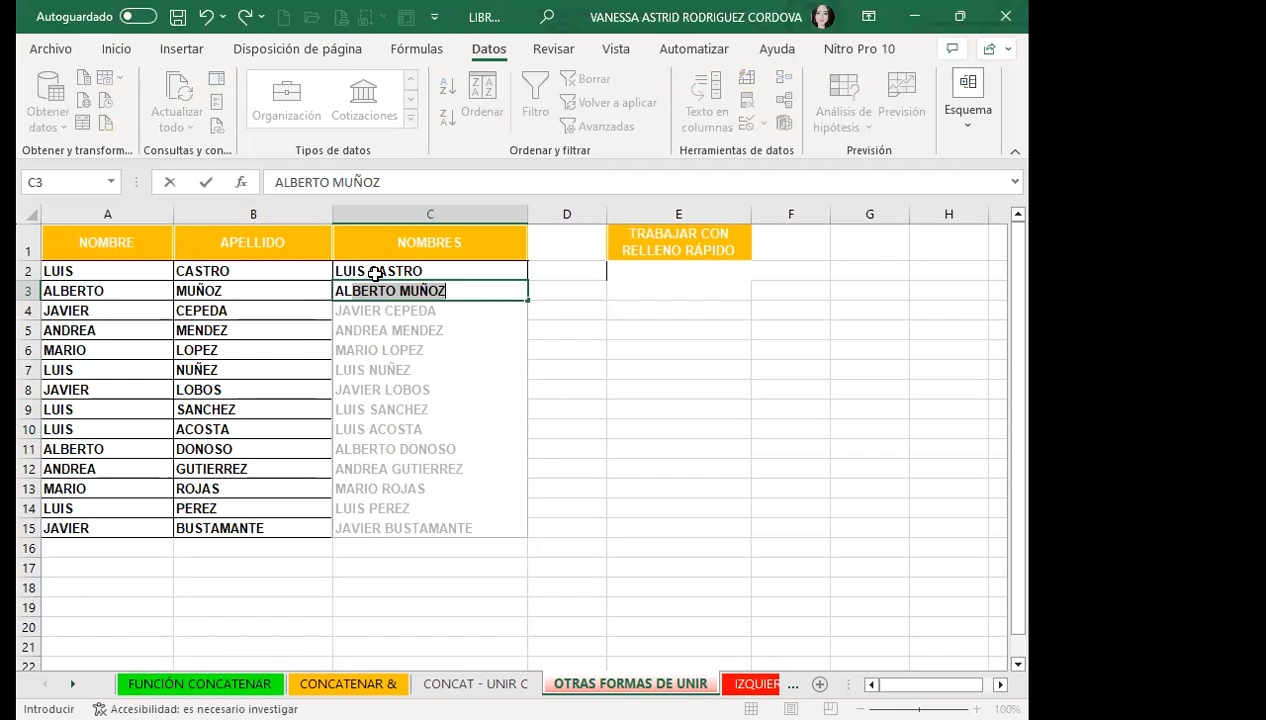 Autoguardado
LIBR...
VANESSA ASTRID RODRIGUEZ CORDOVA
Archivo Inicio Insertar Disposición de página Fórmulas Datos Revisar Vista Automatizar Ayuda Nitro Pro 10
Obtener datos
Actualizar todo
Organización
Cotizaciones
Ordenar
Filtro
Borrar
Volver a aplicar
Avanzadas
Texto en columnas
Análisis de hipótesis
Previsión
Esquema
Obtener y transform... Consultas y con... Tipos de datos Ordenar y filtrar Herramientas de datos Previsión
C3 fx ALBERTO MUÑOZ
A B C D E F G H
1 NOMBRE APELLIDO NOMBRES TRABAJAR CON
RELLENO RÁPIDO
2 LUIS CASTRO LUIS CASTRO
3 ALBERTO MUÑOZ ALBERTO MUÑOZ
4 JAVIER CEPEDA JAVIER CEPEDA
5 ANDREA MENDEZ ANDREA MENDEZ
6 MARIO LOPEZ MARIO LOPEZ
7 LUIS NUÑEZ LUIS NUÑEZ
8 JAVIER LOBOS JAVIER LOBOS
9 LUIS SANCHEZ LUIS SANCHEZ
10 LUIS ACOSTA LUIS ACOSTA
11 ALBERTO DONOSO ALBERTO DONOSO
12 ANDREA GUTIERREZ ANDREA GUTIERREZ
13 MARIO ROJAS MARIO ROJAS
14 LUIS PEREZ LUIS PEREZ
15 JAVIER BUSTAMANTE JAVIER BUSTAMANTE
16
17
18
19
20
21
22
FUNCIÓN CONCATENAR CONCATENAR & CONCAT - UNIR C OTRAS FORMAS DE UNIR IZQUIER ...
Introducir Accesibilidad: es necesario investigar 100%